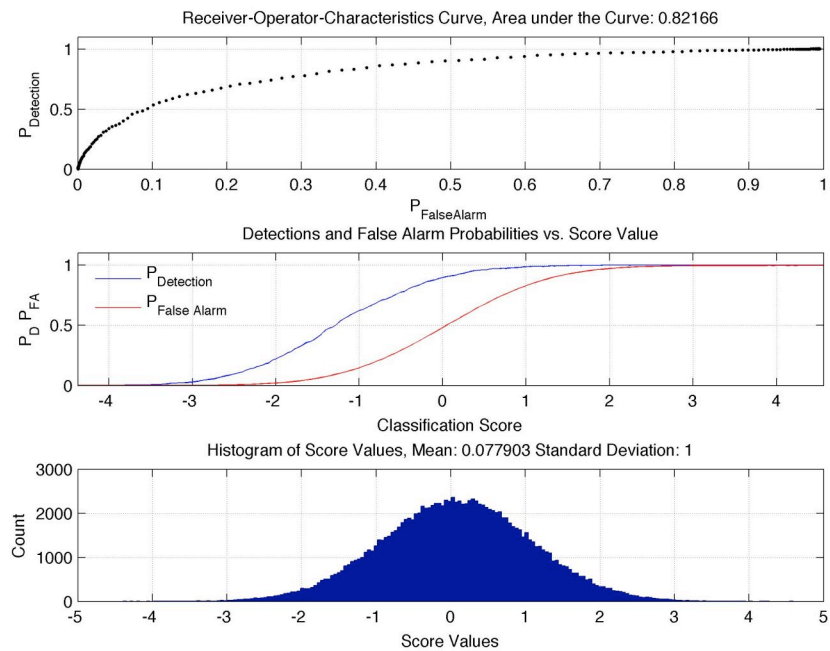 Receiver-Operator-Characteristics Curve, Area under the Curve: 0.82166
1
0.5
0
P_Detection
0 0.1 0.2 0.3 0.4 0.5 0.6 0.7 0.8 0.9 1
P_FalseAlarm
Detections and False Alarm Probabilities vs. Score Value
1
0.5
0
P_D P_FA
P_Detection
P_False Alarm
-4 -3 -2 -1 0 1 2 3 4
Classification Score
Histogram of Score Values, Mean: 0.077903 Standard Deviation: 1
3000
2000
1000
0
Count
-5 -4 -3 -2 -1 0 1 2 3 4 5
Score Values